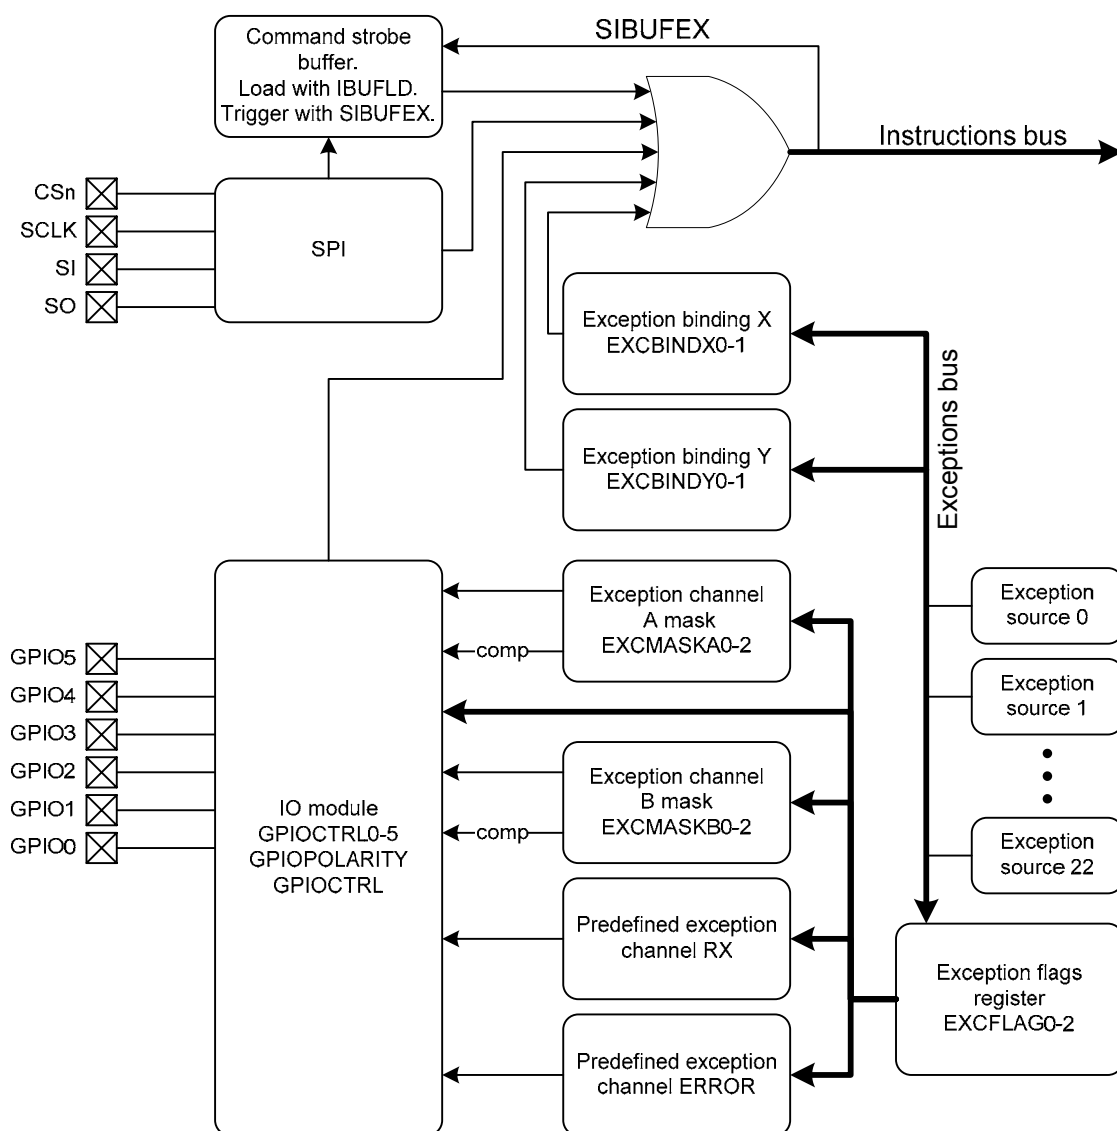 Command strobe
buffer.
Load with IBUFLD.
Trigger with SIBUFEX.
SIBUFEX
Instructions bus
CSn
SCLK
SI
SO
SPI
Exception binding X
EXCBINDX0-1
Exception binding Y
EXCBINDY0-1
Exceptions bus
Exception channel
A mask
EXCMASKA0-2
comp
Exception
source 0
Exception
source 1
Exception
source 22
GPIO5
GPIO4
GPIO3
GPIO2
GPIO1
GPIO0
IO module
GPIOCTRL0-5
GPIOPOLARITY
GPIOCTRL
Exception channel
B mask
EXCMASKB0-2
comp
Predefined exception
channel RX
Predefined exception
channel ERROR
Exception flags
register
EXCFLAG0-2